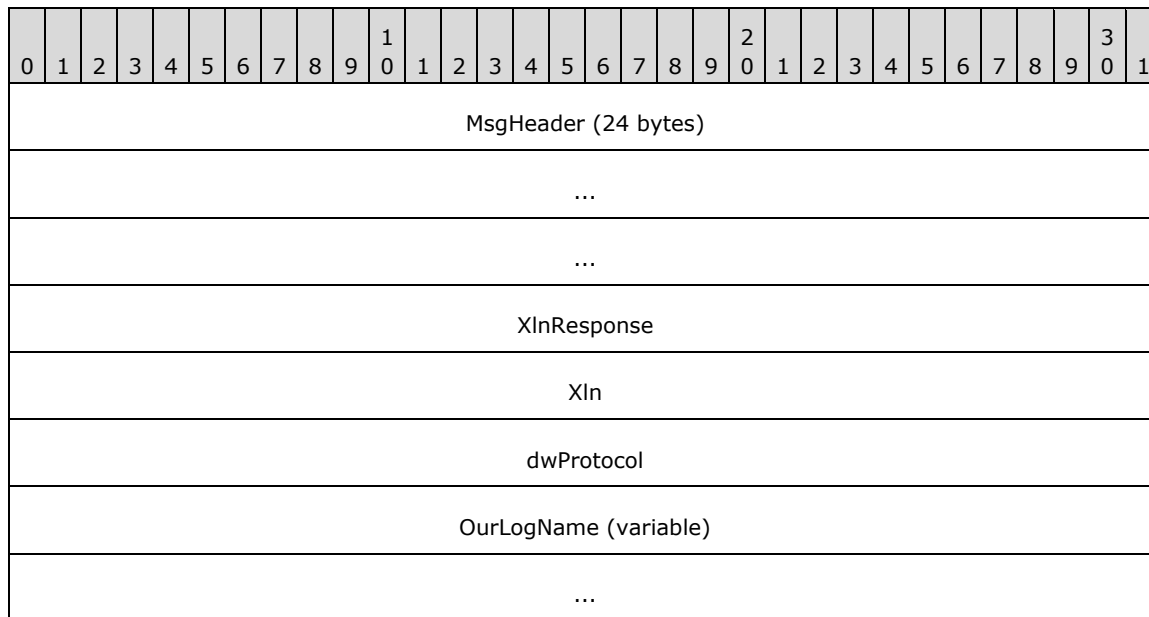 1 2 3
0 1 2 3 4 5 6 7 8 9 0 1 2 3 4 5 6 7 8 9 0 1 2 3 4 5 6 7 8 9 0 1
MsgHeader (24 bytes)
...
...
XlnResponse
Xln
dwProtocol
OurLogName (variable)
...